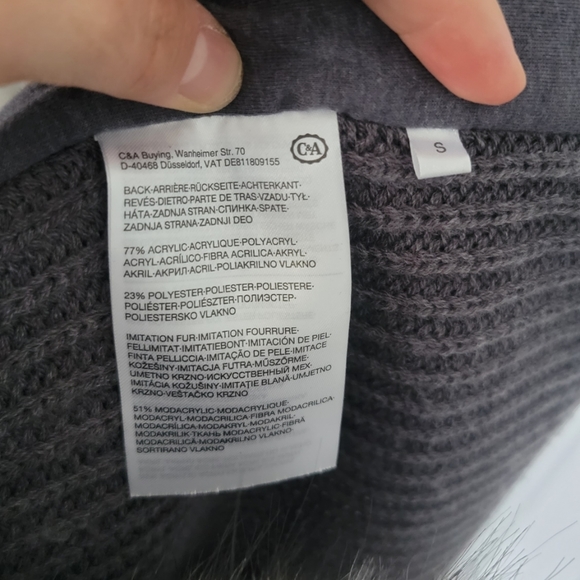 C&A Buying, Wanheimer Str. 70
D-40468 Düsseldorf, VAT DE811809155
C&A
S
BACK-ARRIÈRE-RÜCKSEITE-ACHTERKANT-
REVÉS-DIETRO-PARTE DE TRAS-VZADU-TYŁ-
HÁTA-ZADNJA STRAN-СПИНКА-SPATE-
ZADNJA STRANA-ZADNJI DEO
77% ACRYLIC-ACRYLIQUE-POLYACRYL-
ACRYL-ACRÍLICO-FIBRA ACRILICA-AKRYL-
AKRIL-АКРИЛ-ACRIL-POLIAKRILNO VLAKNO
23% POLYESTER-POLIESTER-POLIESTERE-
POLIÉSTER-POLIÉSZTER-ПОЛИЭСТЕР-
POLIESTERSKO VLAKNO
IMITATION FUR-IMITATION FOURRURE-
FELLIMITAT-IMITATIEBONT-IMITACIÓN DE PIEL-
FINTA PELLICCIA-IMITAÇÃO DE PELE-IMITACE
KOŽEŠINY-IMITACJA FUTRA-MŰSZŐRME-
UMETNO KRZNO-ИСКУССТВЕННЫЙ МЕХ-
IMITÁCIA KOŽUŠINY-IMITAȚIE BLANĂ-UMJETNO
KRZNO-VEŠTAČKO KRZNO
51% MODACRYLIC-MODACRYLIQUE-
MODACRYL-MODACRILICA-FIBRA MODACRILICA-
MODACRÍLICA-MODAKRYL-MODAKRIL-
MODAKRILIK-ТКАНЬ MODACRYLIC-FIBRĂ
MODACRILICĂ-MODAKRILNO VLAKNO-
SORTIRANO VLAKNO